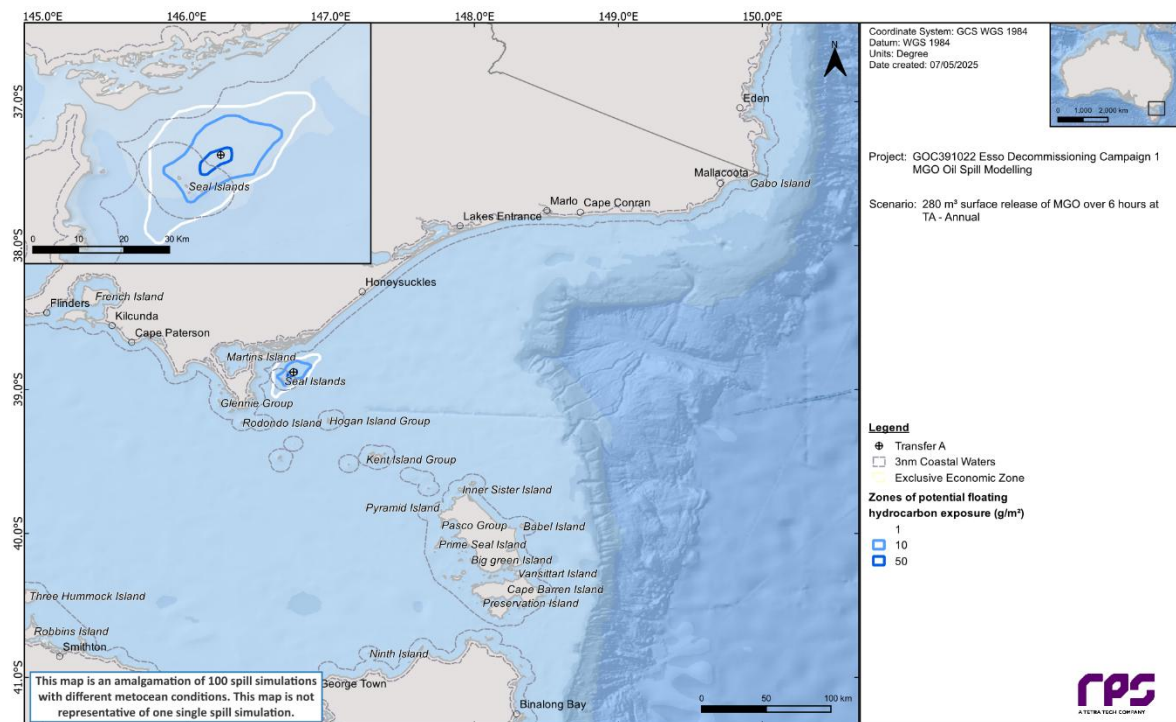 145.0°S
146.0°S
147.0°S
148.0°S
149.0°S
150.0°S
37.0°S
38.0°S
39.0°S
40.0°S
41.0°S
Seal Islands
0 10 20 30 Km
N
Eden
Mallacoota
Gabo Island
Marlo
Cape Conran
Lakes Entrance
Honeysuckles
French Island
Flinders
Kilcunda
Cape Paterson
Martins Island
Seal Islands
Glennie Group
Rodondo Island
Hogan Island Group
Kent Island Group
Inner Sister Island
Pyramid Island
Pasco Group
Babel Island
Prime Seal Island
Big green Island
Vansittart Island
Cape Barren Island
Preservation Island
Three Hummock Island
Robbins Island
Smithton
Ninth Island
George Town
Binalong Bay
This map is an amalgamation of 100 spill simulations
with different metocean conditions. This map is not
representative of one single spill simulation.
0 50 100 km
Coordinate System: GCS WGS 1984
Datum: WGS 1984
Units: Degree
Date created: 07/05/2025
0 1,000 2,000 km
Project: GOC391022 Esso Decommissioning Campaign 1
MGO Oil Spill Modelling
Scenario: 280 m³ surface release of MGO over 6 hours at
TA - Annual
Legend
Transfer A
3nm Coastal Waters
Exclusive Economic Zone
Zones of potential floating
hydrocarbon exposure (g/m²)
1
10
50
rps
A TETRA TECH COMPANY